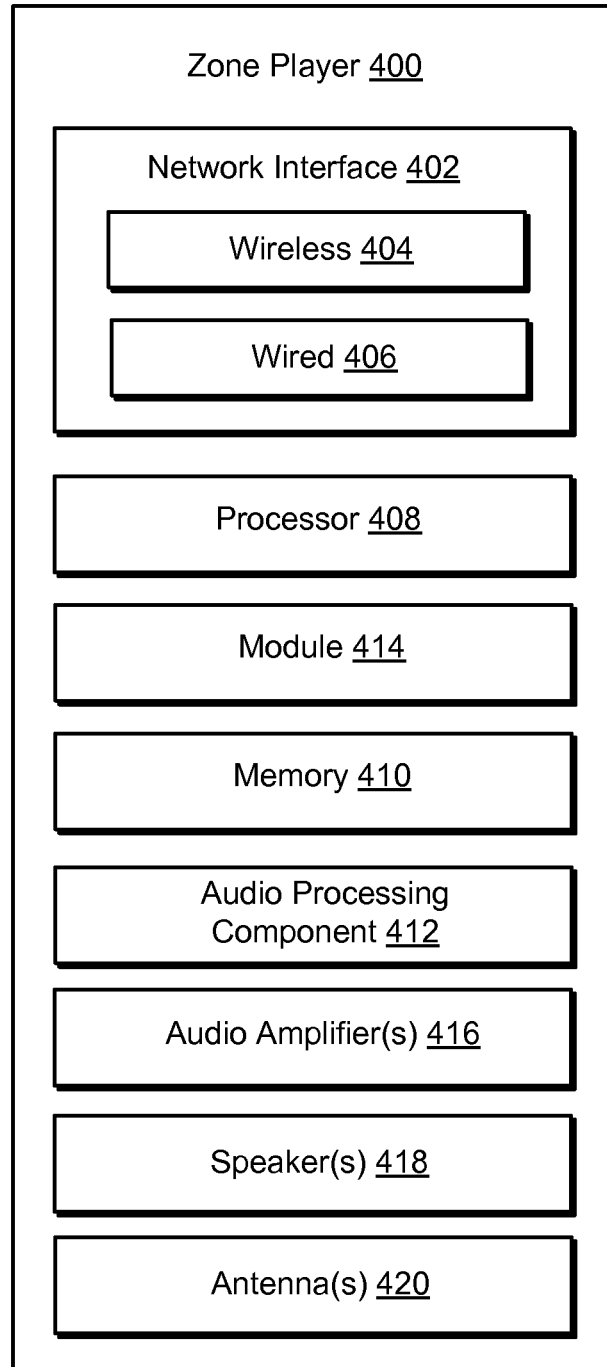 Zone Player 400
Network Interface 402
Wireless 404
Wired 406
Processor 408
Module 414
Memory 410
Audio Processing
Component 412
Audio Amplifier(s) 416
Speaker(s) 418
Antenna(s) 420